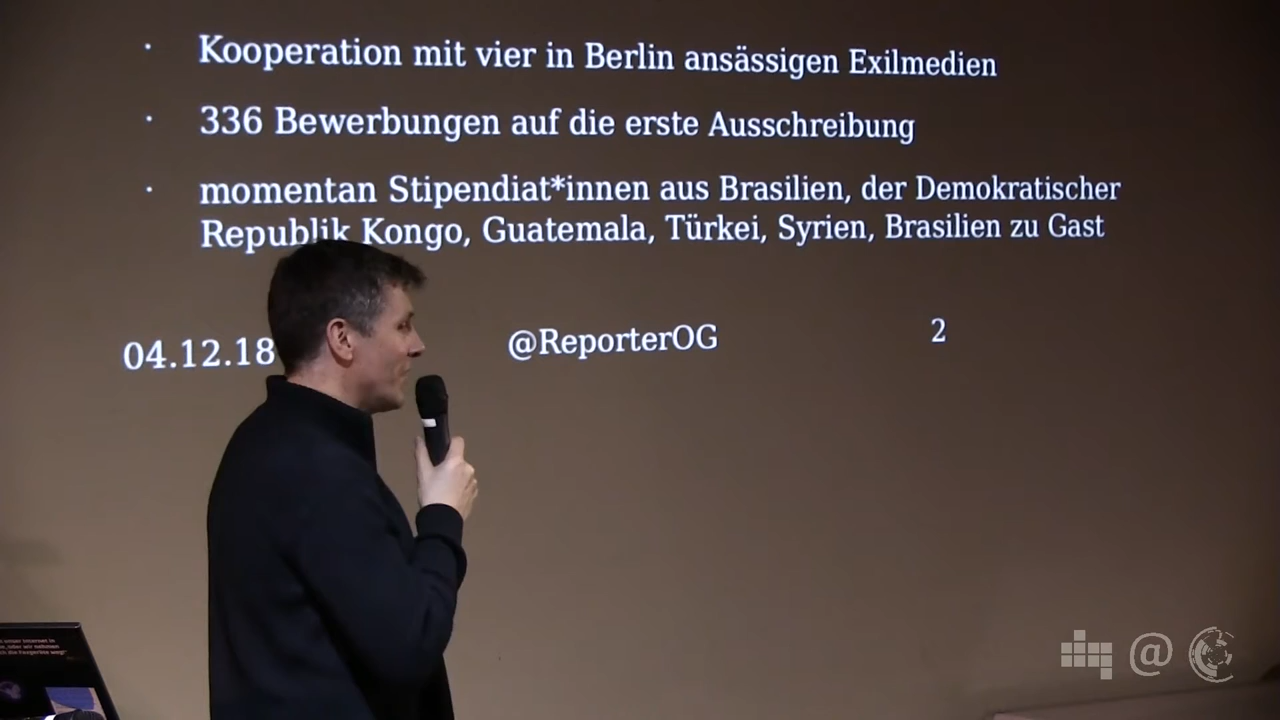 · Kooperation mit vier in Berlin ansässigen Exilmedien
· 336 Bewerbungen auf die erste Ausschreibung
· momentan Stipendiat*innen aus Brasilien, der Demokratischer
Republik Kongo, Guatemala, Türkei, Syrien, Brasilien zu Gast
04.12.18 @ReporterOG 2
@